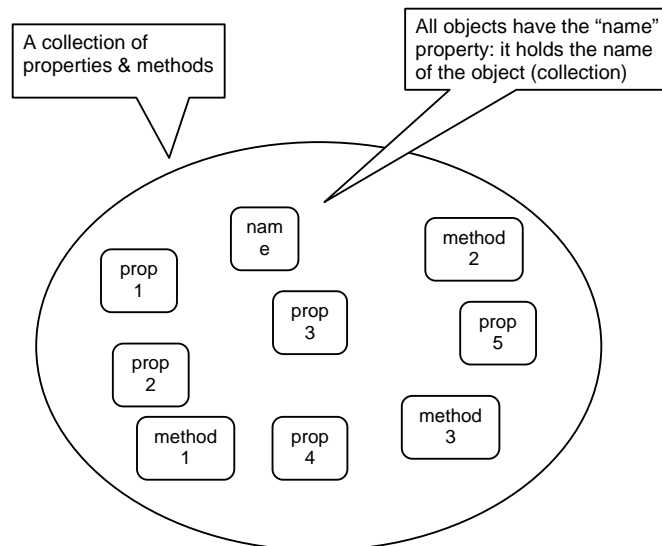 A collection of
properties & methods
All objects have the “name”
property: it holds the name
of the object (collection)
nam
e
method
2
prop
1
prop
3
prop
5
prop
2
method
1
prop
4
method
3